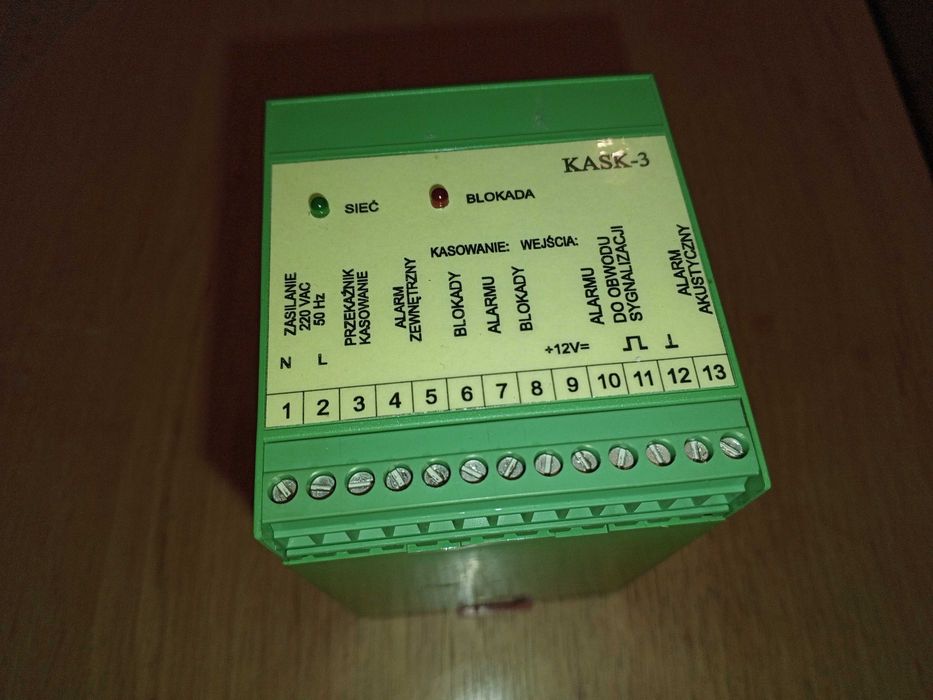 KASK-3
SIEĆ
BLOKADA
KASOWANIE: WEJŚCIA:
ZASILANIE
220 VAC
50 Hz
PRZEKAŹNIK
KASOWANIE
ALARM
ZEWNĘTRZNY
BLOKADY
ALARMU
BLOKADY
ALARMU
DO OBWODU
SYGNALIZACJI
ALARM
AKUSTYCZNY
N
L
+12V=
1 2 3 4 5 6 7 8 9 10 11 12 13